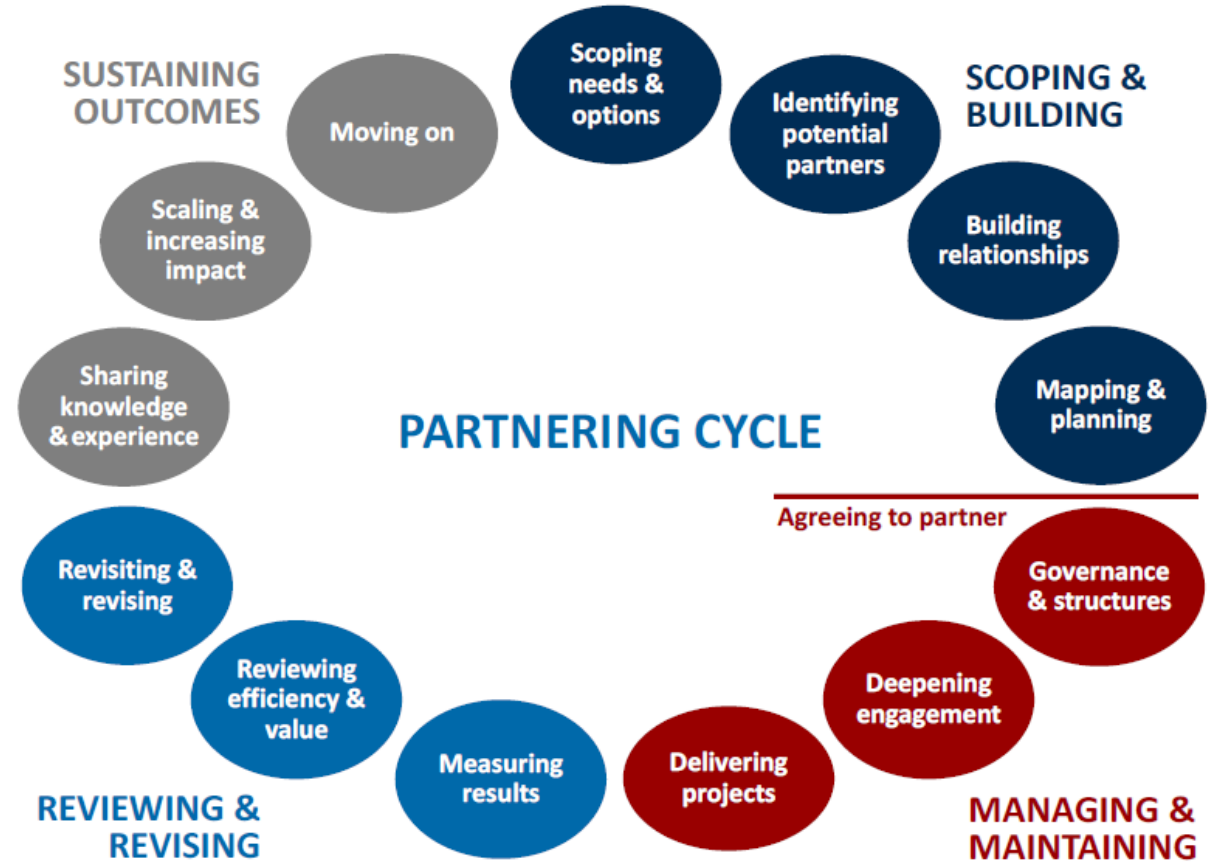 SUSTAINING
OUTCOMES
Moving on
Scoping
needs &
options
Identifying
potential
partners
SCOPING &
BUILDING
Scaling &
increasing
impact
Building
relationships
Sharing
knowledge
& experience
PARTNERING CYCLE
Mapping &
planning
Agreeing to partner
Revisiting &
revising
Governance
& structures
Reviewing
efficiency &
value
Deepening
engagement
Measuring
results
Delivering
projects
REVIEWING &
REVISING
MANAGING &
MAINTAINING